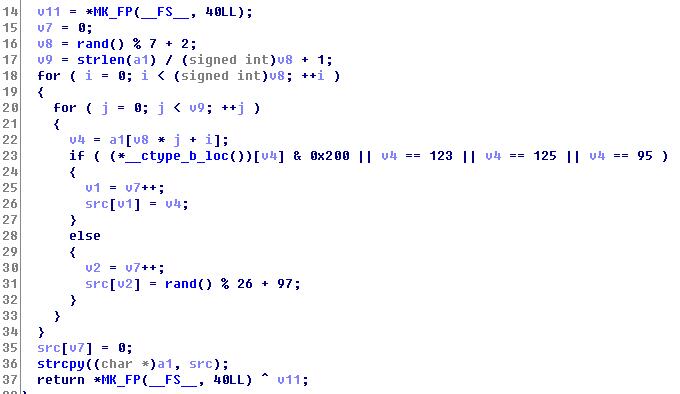 14 v11 = *MK_FP(__FS__, 40LL);
15 v7 = 0;
16 v8 = rand() % 7 + 2;
17 v9 = strlen(a1) / (signed int)v8 + 1;
18 for ( i = 0; i < (signed int)v8; ++i )
19 {
20 for ( j = 0; j < v9; ++j )
21 {
22 v4 = a1[v8 * j + i];
23 if ( (*__ctype_b_loc())[v4] & 0x200 || v4 == 123 || v4 == 125 || v4 == 95 )
24 {
25 v1 = v7++;
26 src[v1] = v4;
27 }
28 else
29 {
30 v2 = v7++;
31 src[v2] = rand() % 26 + 97;
32 }
33 }
34 }
35 src[v7] = 0;
36 strcpy((char *)a1, src);
37 return *MK_FP(__FS__, 40LL) ^ v11;